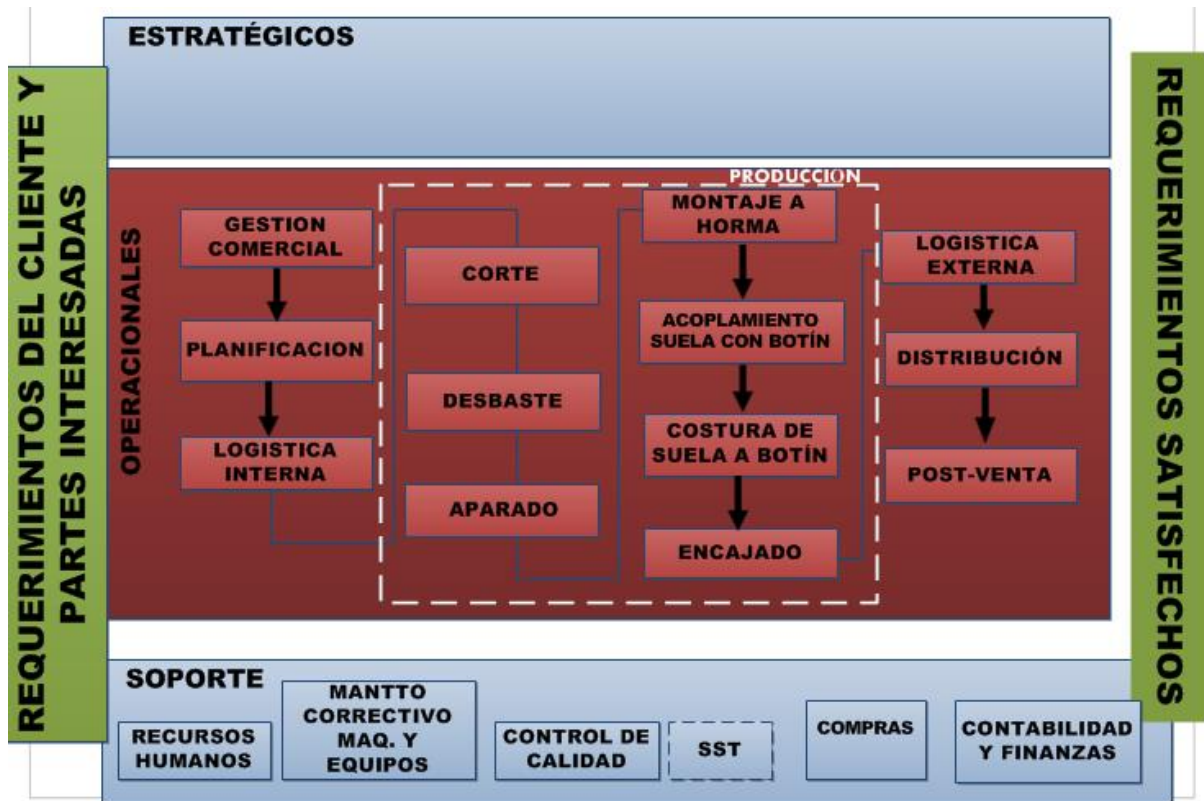 ESTRATÉGICOS
REQUERIMIENTOS DEL CLIENTE Y
PARTES INTERESADAS
OPERACIONALES
GESTION
COMERCIAL
PLANIFICACION
LOGISTICA
INTERNA
PRODUCCION
CORTE
DESBASTE
APARADO
MONTAJE A
HORMA
ACOPLAMIENTO
SUELA CON BOTÍN
COSTURA DE
SUELA A BOTÍN
ENCAJADO
LOGISTICA
EXTERNA
DISTRIBUCIÓN
POST-VENTA
REQUERIMIENTOS SATISFECHOS
SOPORTE
RECURSOS
HUMANOS
MANTTO
CORRECTIVO
MAQ. Y
EQUIPOS
CONTROL DE
CALIDAD
SST
COMPRAS
CONTABILIDAD
Y FINANZAS